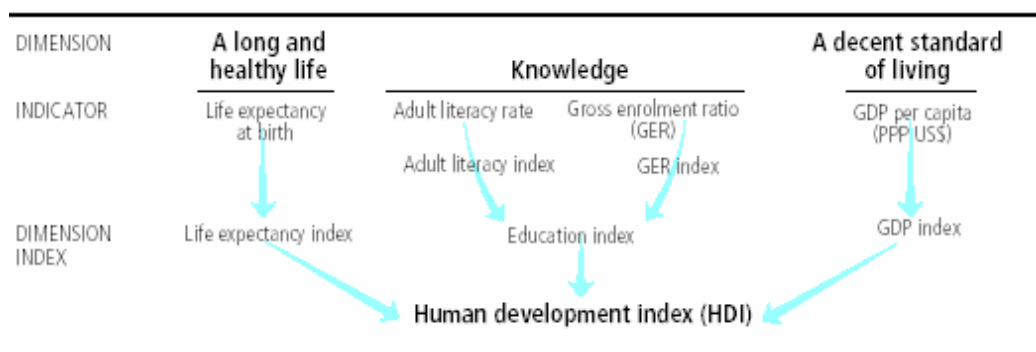 DIMENSION
A long and
healthy life
Knowledge
A decent standard
of living
INDICATOR
Life expectancy
at birth
Adult literacy rate
Gross enrolment ratio
(GER)
GDP per capita
(PPP US$)
Adult literacy index
GER index
DIMENSION
INDEX
Life expectancy index
Education index
GDP index
Human development index (HDI)